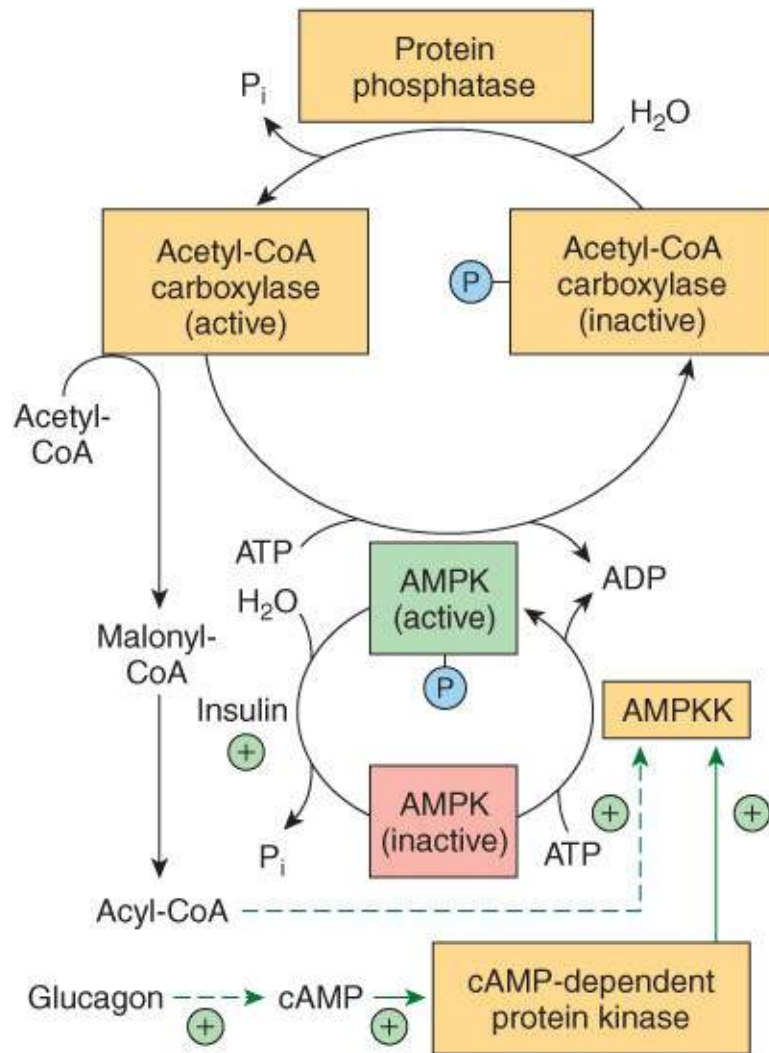 Protein
phosphatase
Pi
H2O
Acetyl-CoA
carboxylase
(active)
P
Acetyl-CoA
carboxylase
(inactive)
Acetyl-
CoA
ATP
ADP
H2O
AMPK
(active)
P
Malonyl-
CoA
Insulin
+
AMPKK
AMPK
(inactive)
Pi
ATP
+
+
Acyl-CoA
Glucagon
+
cAMP
+
cAMP-dependent
protein kinase